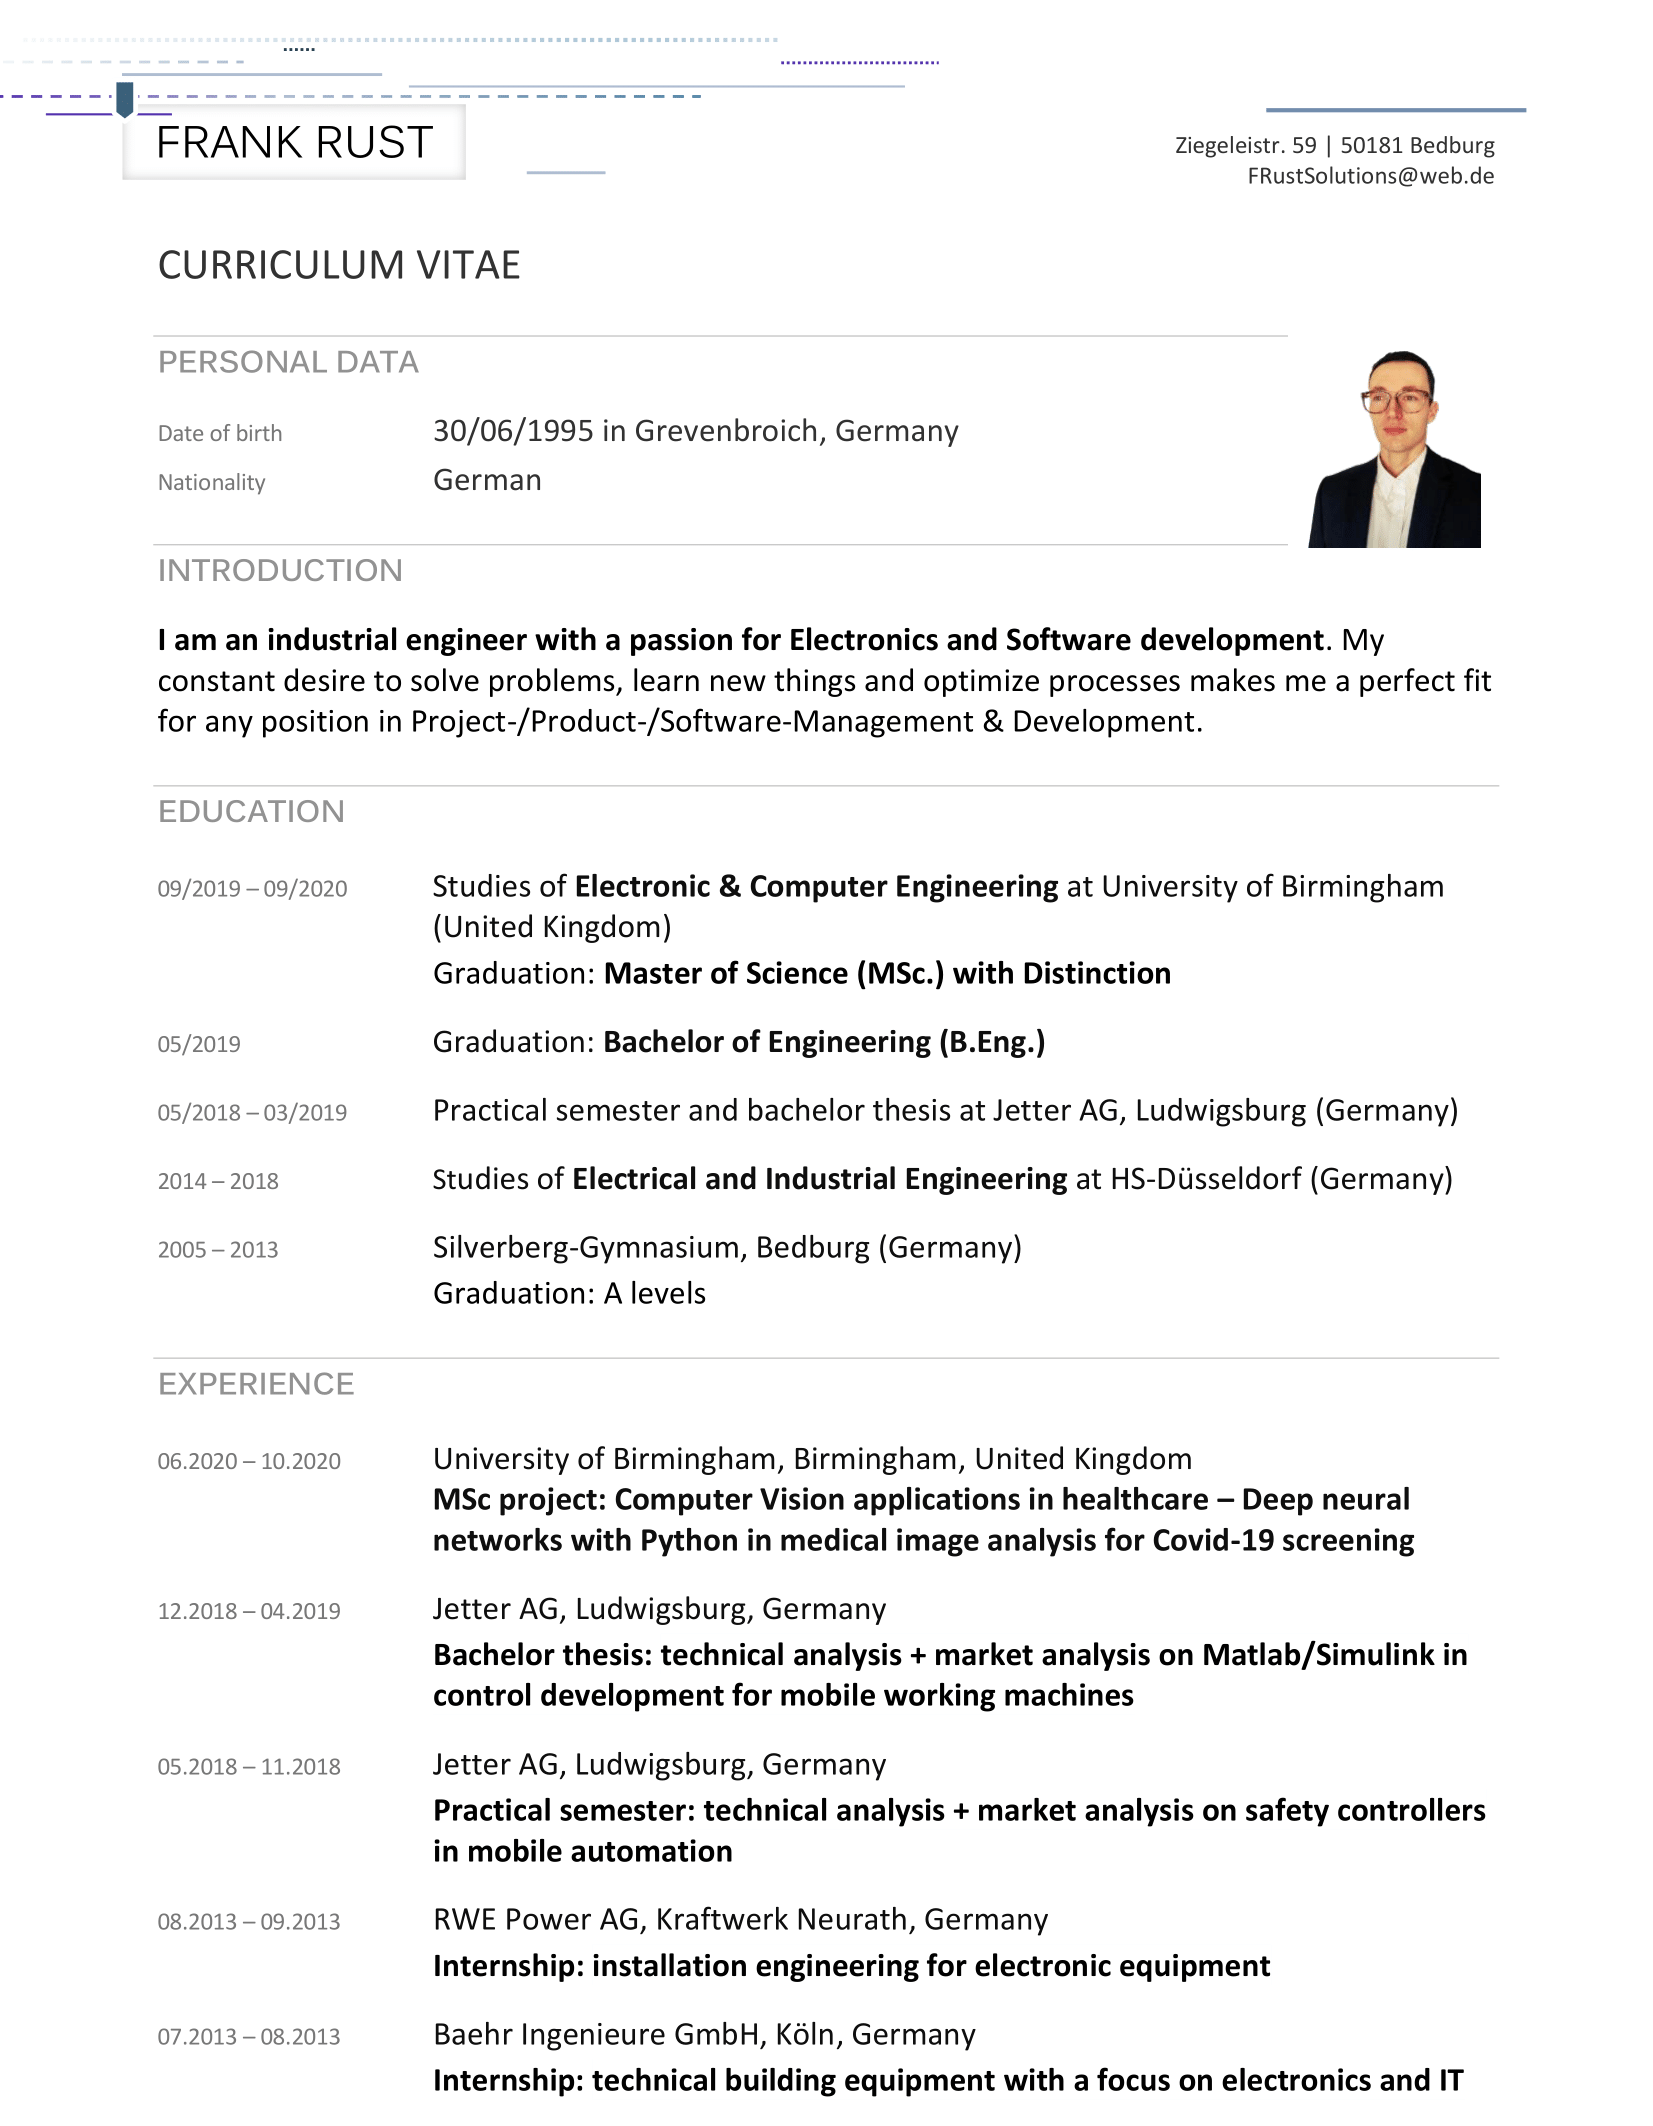 FRANK RUST
Ziegeleistr. 59 | 50181 Bedburg
FRustSolutions@web.de
CURRICULUM VITAE
PERSONAL DATA
Date of birth 30/06/1995 in Grevenbroich, Germany
Nationality German
INTRODUCTION
I am an industrial engineer with a passion for Electronics and Software development. My
constant desire to solve problems, learn new things and optimize processes makes me a perfect fit
for any position in Project-/Product-/Software-Management & Development.
EDUCATION
09/2019 – 09/2020 Studies of Electronic & Computer Engineering at University of Birmingham
(United Kingdom)
Graduation: Master of Science (MSc.) with Distinction
05/2019 Graduation: Bachelor of Engineering (B.Eng.)
05/2018 – 03/2019 Practical semester and bachelor thesis at Jetter AG, Ludwigsburg (Germany)
2014 – 2018 Studies of Electrical and Industrial Engineering at HS-Düsseldorf (Germany)
2005 – 2013 Silverberg-Gymnasium, Bedburg (Germany)
Graduation: A levels
EXPERIENCE
06.2020 – 10.2020 University of Birmingham, Birmingham, United Kingdom
MSc project: Computer Vision applications in healthcare – Deep neural
networks with Python in medical image analysis for Covid-19 screening
12.2018 – 04.2019 Jetter AG, Ludwigsburg, Germany
Bachelor thesis: technical analysis + market analysis on Matlab/Simulink in
control development for mobile working machines
05.2018 – 11.2018 Jetter AG, Ludwigsburg, Germany
Practical semester: technical analysis + market analysis on safety controllers
in mobile automation
08.2013 – 09.2013 RWE Power AG, Kraftwerk Neurath, Germany
Internship: installation engineering for electronic equipment
07.2013 – 08.2013 Baehr Ingenieure GmbH, Köln, Germany
Internship: technical building equipment with a focus on electronics and IT